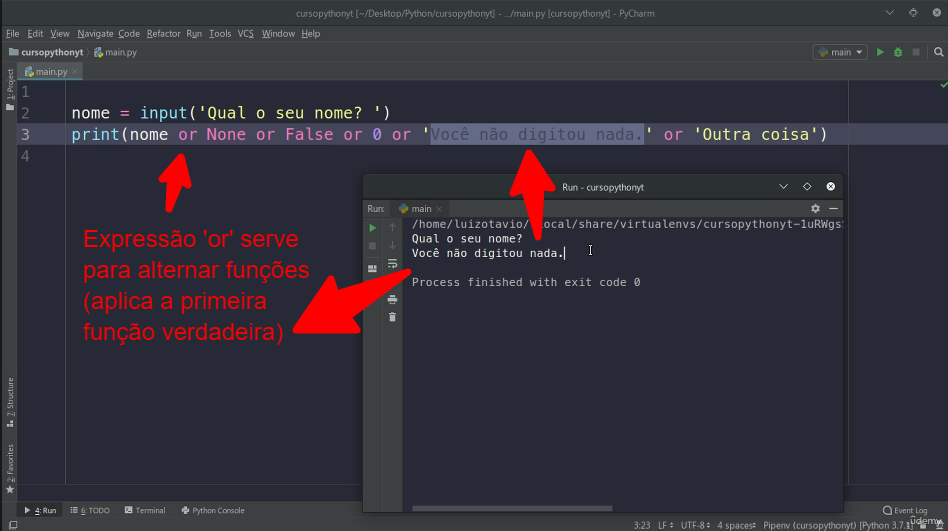 cursopythonyt [~/Desktop/Python/cursopythonyt] - .../main.py [cursopythonyt] - PyCharm
File Edit View Navigate Code Refactor Run Tools VCS Window Help
cursopythonyt main.py main
main.py
1: Project
1
2 nome = input('Qual o seu nome? ')
3 print(nome or None or False or 0 or 'Você não digitou nada.' or 'Outra coisa')
4
Expressão 'or' serve
para alternar funções
(aplica a primeira
função verdadeira)
Run - cursopythonyt
Run: main
/home/luizotavio/.local/share/virtualenvs/cursopythonyt-1uRWgs
Qual o seu nome?
Você não digitou nada.
Process finished with exit code 0
7: Structure
2: Favorites
4: Run 6: TODO Terminal Python Console Event Log
3:23 LF UTF-8 4 spaces Pipenv (cursopythonyt) [Python 3.7.1]
ûdemy